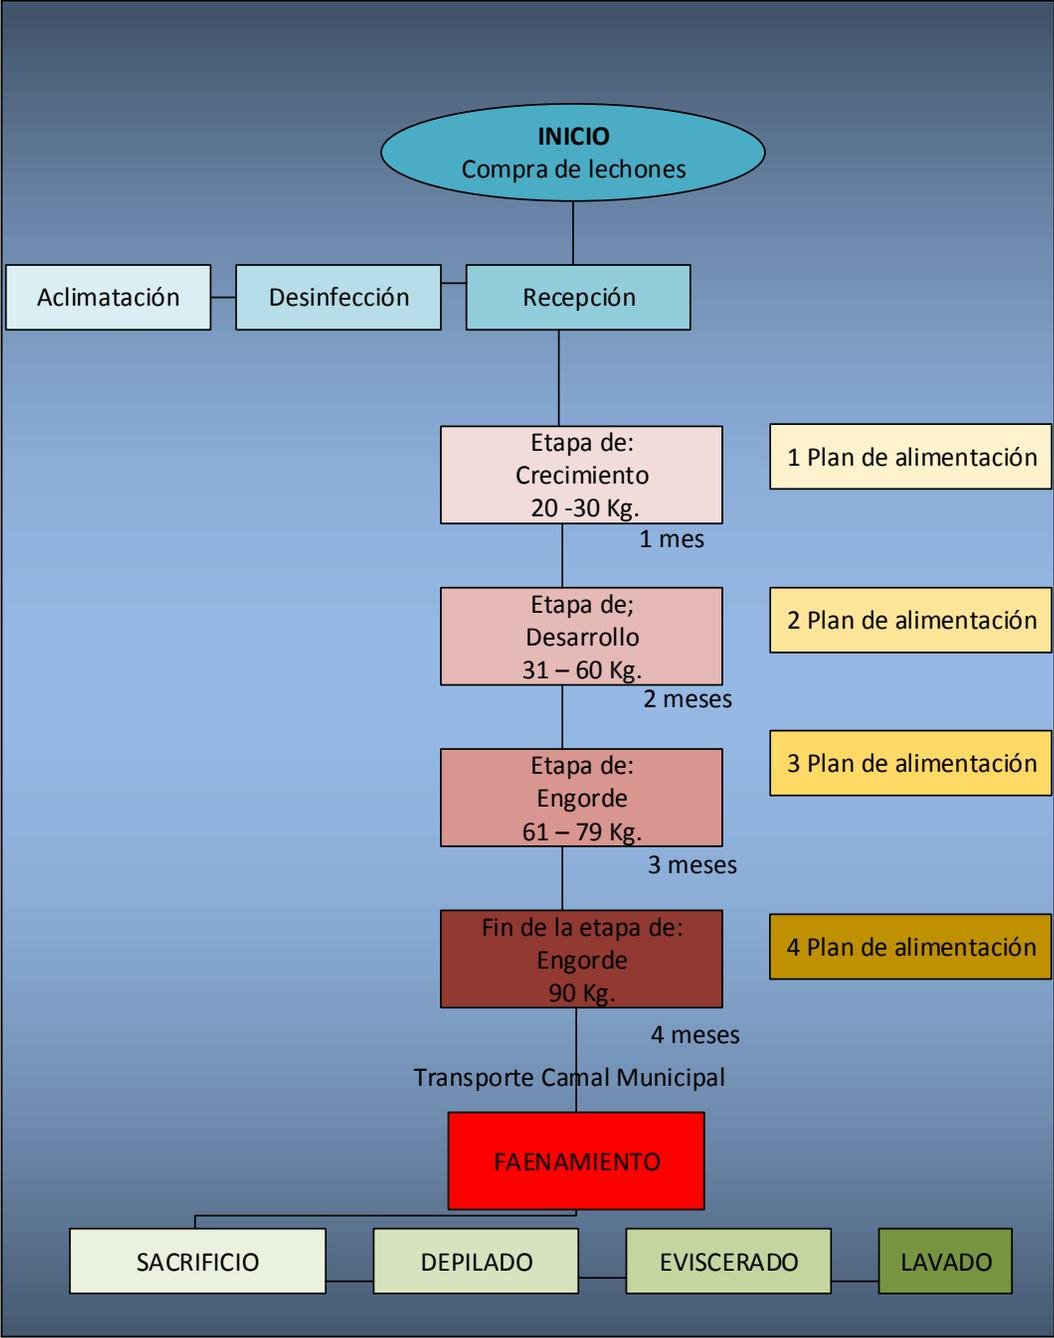 INICIO
Compra de lechones
Aclimatación
Desinfección
Recepción
Etapa de:
Crecimiento
20 -30 Kg.
1 Plan de alimentación
1 mes
Etapa de;
Desarrollo
31 – 60 Kg.
2 Plan de alimentación
2 meses
Etapa de:
Engorde
61 – 79 Kg.
3 Plan de alimentación
3 meses
Fin de la etapa de:
Engorde
90 Kg.
4 Plan de alimentación
4 meses
Transporte Camal Municipal
FAENAMIENTO
SACRIFICIO
DEPILADO
EVISCERADO
LAVADO